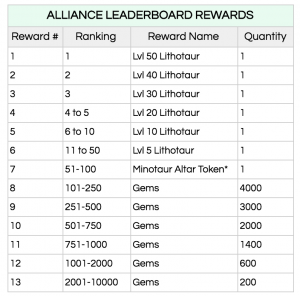 ALLIANCE LEADERBOARD REWARDS
Reward # Ranking Reward Name Quantity
1 1 Lvl 50 Lithotaur 1
2 2 Lvl 40 Lithotaur 1
3 3 Lvl 30 Lithotaur 1
4 4 to 5 Lvl 20 Lithotaur 1
5 6 to 10 Lvl 10 Lithotaur 1
6 11 to 50 Lvl 5 Lithotaur 1
7 51-100 Minotaur Altar Token* 1
8 101-250 Gems 4000
9 251-500 Gems 3000
10 501-750 Gems 2000
11 751-1000 Gems 1400
12 1001-2000 Gems 600
13 2001-10000 Gems 200